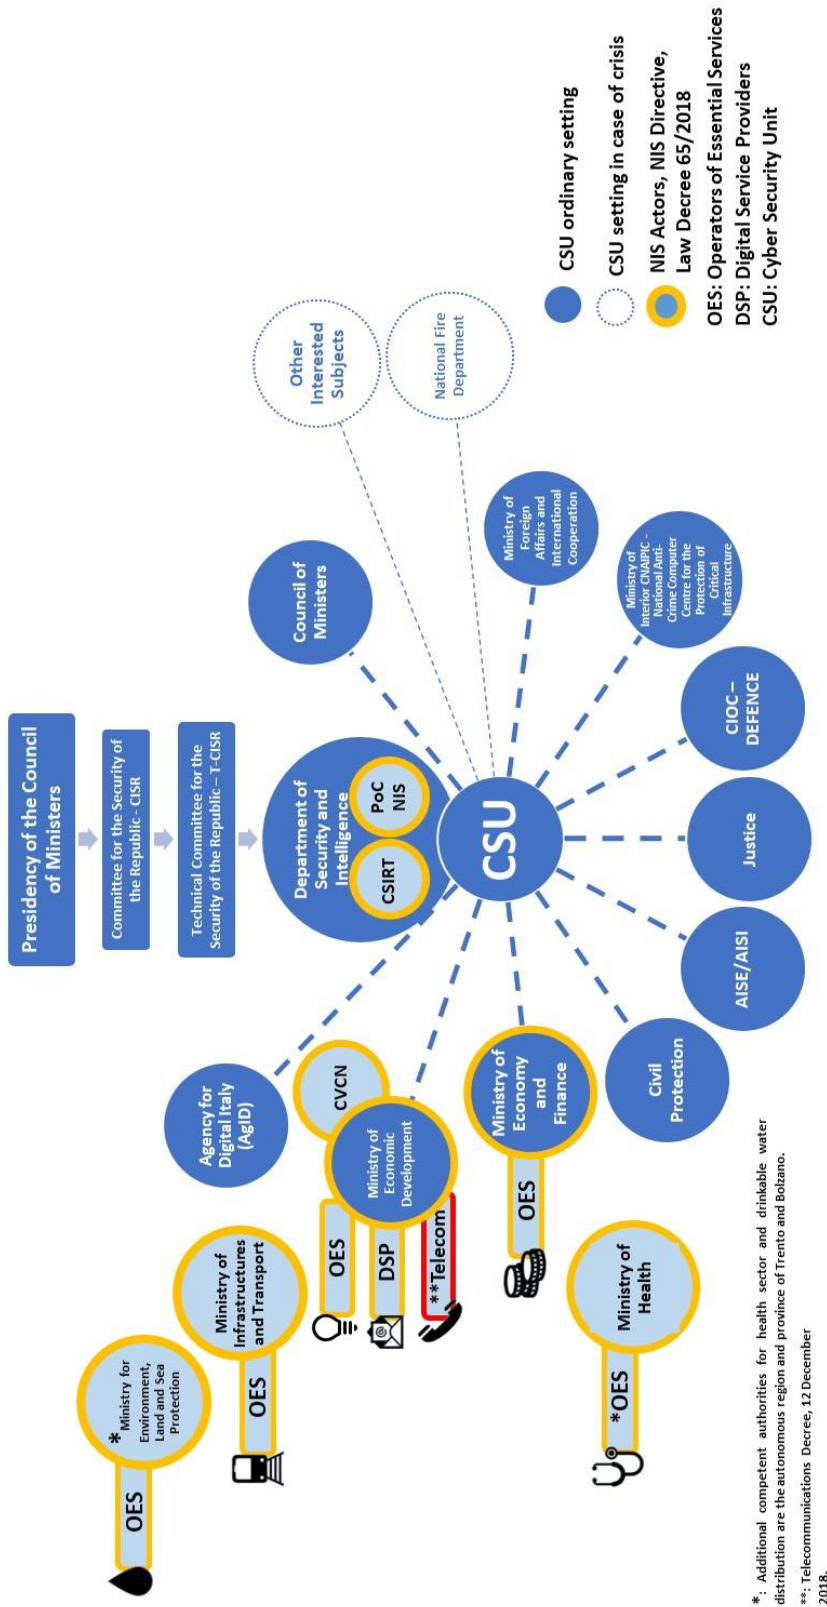 Presidency of the Council
of Ministers
Committee for the Security of
the Republic - CISR
Technical Committee for the
Security of the Republic – T-CISR
Department of
Security and
Intelligence
CSIRT
PoC
NIS
CSU
Council of
Ministers
Other
Interested
Subjects
National Fire
Department
Ministry of
Foreign
Affairs and
International
Cooperation
Ministry of
Interior CNAIPIC -
National Anti-
Crime Computer
Centre for the
Protection of
Critical
Infrastructure
CIOC –
DEFENCE
Justice
AISE/AISI
Civil
Protection
Ministry of
Economy
and
Finance
OES
Agency for
Digital Italy
(AgID)
CVCN
Ministry of
Economic
Development
OES
DSP
**Telecom
Ministry of
Infrastructures
and Transport
OES
* Ministry for
Environment,
Land and Sea
Protection
OES
Ministry of
Health
*OES
CSU ordinary setting
CSU setting in case of crisis
NIS Actors, NIS Directive,
Law Decree 65/2018
OES: Operators of Essential Services
DSP: Digital Service Providers
CSU: Cyber Security Unit
*: Additional competent authorities for health sector and drinkable water
distribution are the autonomous region and province of Trento and Bolzano.
**: Telecommunications Decree, 12 December
2018.